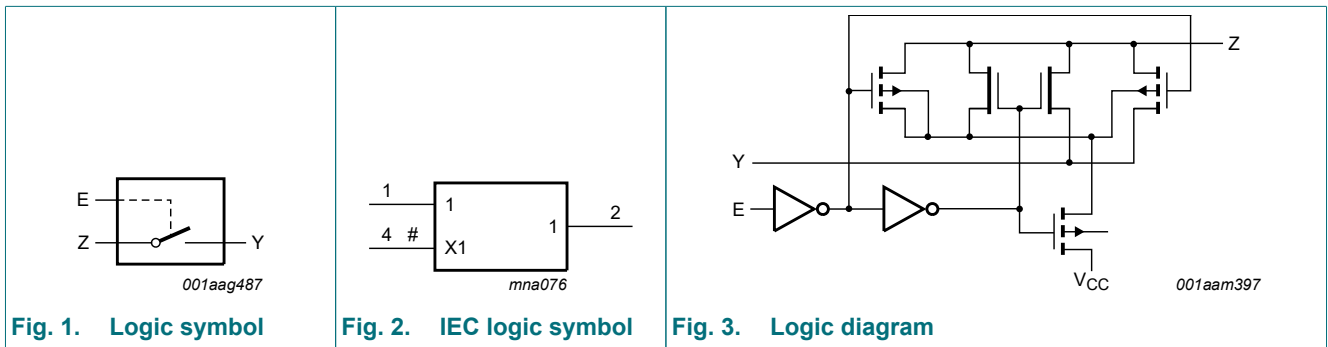 E
Z
Y
001aag487
Fig. 1. Logic symbol
1
1
4 #
X1
1
2
mna076
Fig. 2. IEC logic symbol
Z
Y
E
VCC
001aam397
Fig. 3. Logic diagram